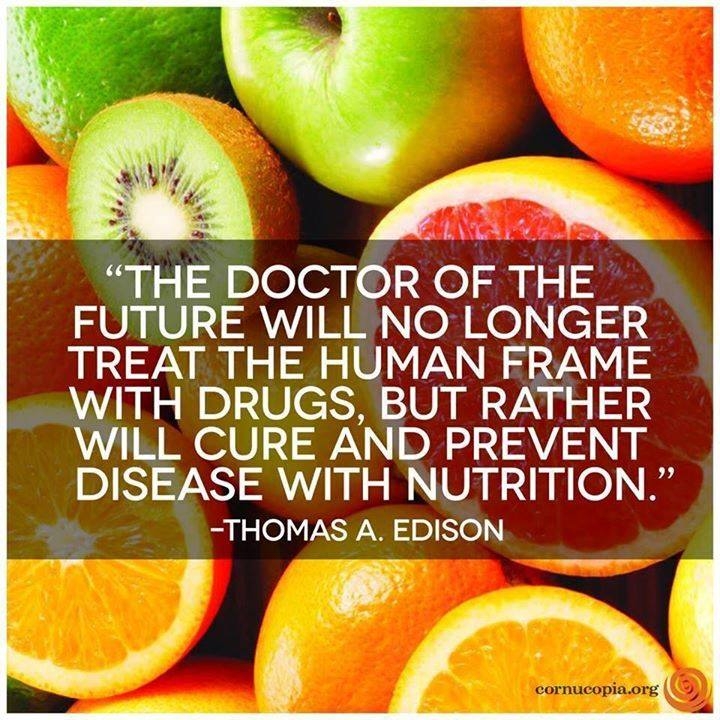 “THE DOCTOR OF THE
FUTURE WILL NO LONGER
TREAT THE HUMAN FRAME
WITH DRUGS, BUT RATHER
WILL CURE AND PREVENT
DISEASE WITH NUTRITION.”
–THOMAS A. EDISON
cornucopia.org